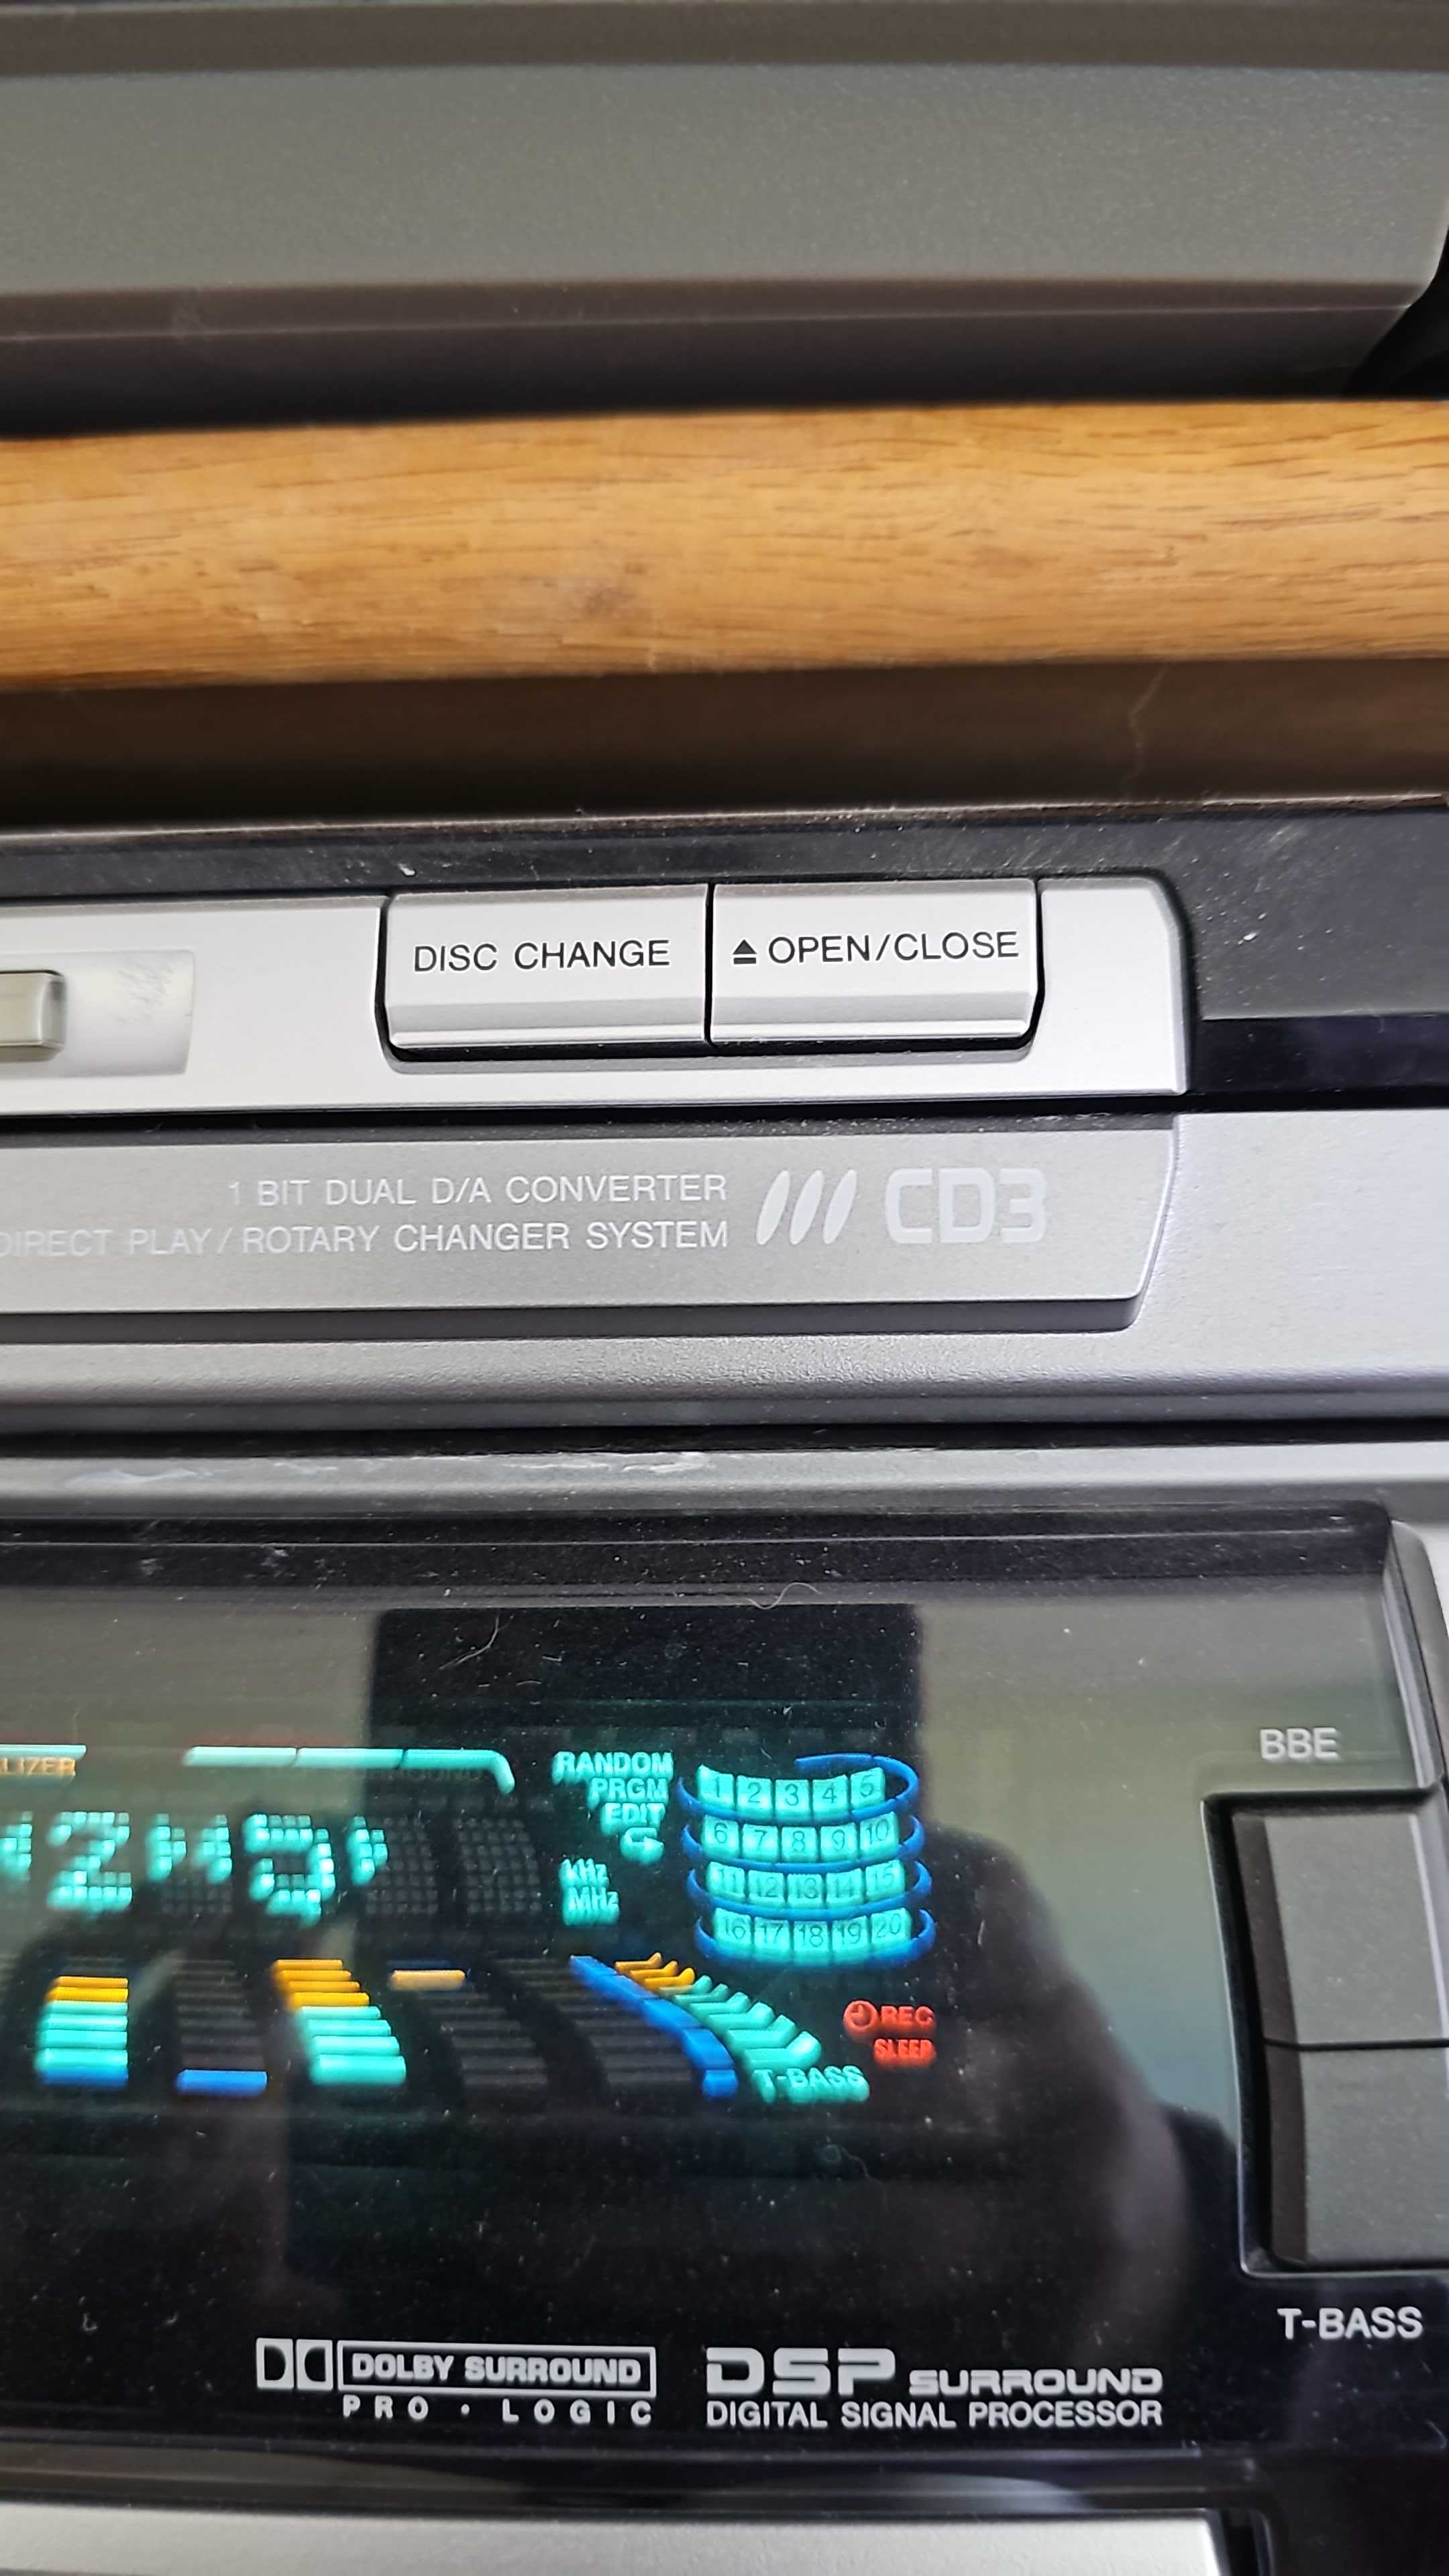 DISC CHANGE
⏏ OPEN/CLOSE
1 BIT DUAL D/A CONVERTER
DIRECT PLAY/ROTARY CHANGER SYSTEM
CD3
BBE
RANDOM
PRGM
EDIT
kHz
MHz
1 2 3 4 5
6 7 8 9 10
11 12 13 14 15
16 17 18 19 20
REC
SLEEP
T-BASS
T-BASS
DOLBY SURROUND
PRO · LOGIC
DSP SURROUND
DIGITAL SIGNAL PROCESSOR